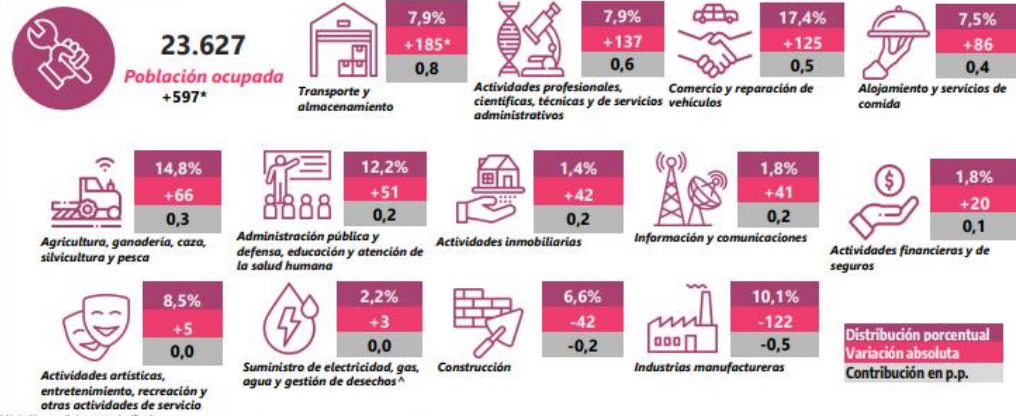 23.627
Población ocupada
+597*
7,9%
+185*
0,8
Transporte y
almacenamiento
7,9%
+137
0,6
Actividades profesionales,
científicas, técnicas y de servicios
administrativos
17,4%
+125
0,5
Comercio y reparación de
vehículos
7,5%
+86
0,4
Alojamiento y servicios de
comida
14,8%
+66
0,3
Agricultura, ganadería, caza,
silvicultura y pesca
12,2%
+51
0,2
Administración pública y
defensa, educación y atención de
la salud humana
1,4%
+42
0,2
Actividades inmobiliarias
1,8%
+41
0,2
Información y comunicaciones
$
1,8%
+20
0,1
Actividades financieras y de
seguros
8,5%
+5
0,0
Actividades artísticas,
entretenimiento, recreación y
otras actividades de servicio
2,2%
+3
0,0
Suministro de electricidad, gas,
agua y gestión de desechos ^
6,6%
-42
-0,2
Construcción
10,1%
-122
-0,5
Industrias manufactureras
Distribución porcentual
Variación absoluta
Contribución en p.p.